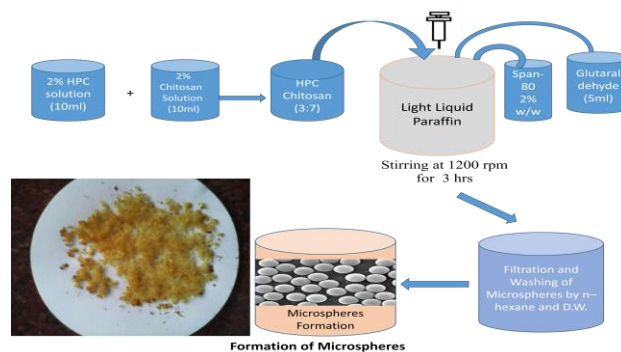 2% HPC
solution
(10ml)
+
2%
Chitosan
Solution
(10ml)
HPC
Chitosan
(3:7)
Light Liquid
Paraffin
Span-
80
2%
w/w
Glutaral
dehyde
(5ml)
Stirring at 1200 rpm
for 3 hrs
Filtration and
Washing of
Microspheres by n–
hexane and D.W.
Microspheres
Formation
Formation of Microspheres